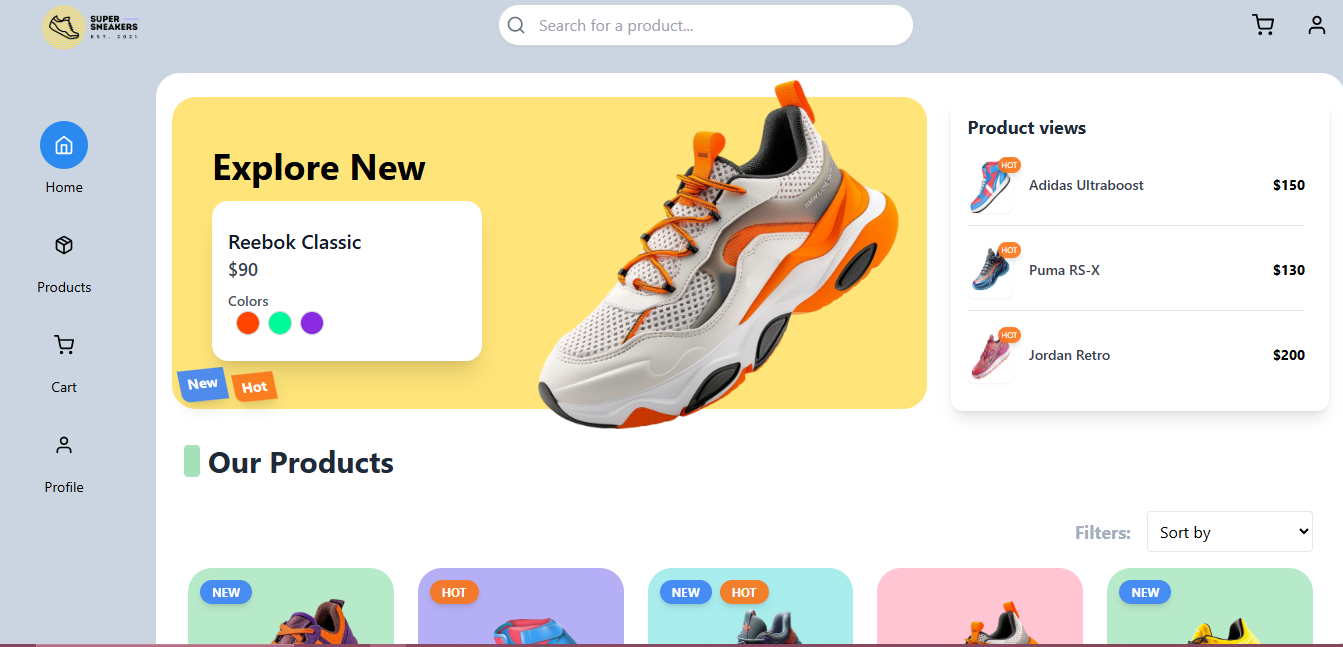 SUPER
SNEAKERS
EST. 2021
Search for a product...
Home
Products
Cart
Profile
Explore New
Reebok Classic
$90
Colors
New
Hot
Product views
HOT
Adidas Ultraboost
$150
HOT
Puma RS-X
$130
HOT
Jordan Retro
$200
Our Products
Filters:
Sort by
NEW
HOT
NEW
HOT
NEW